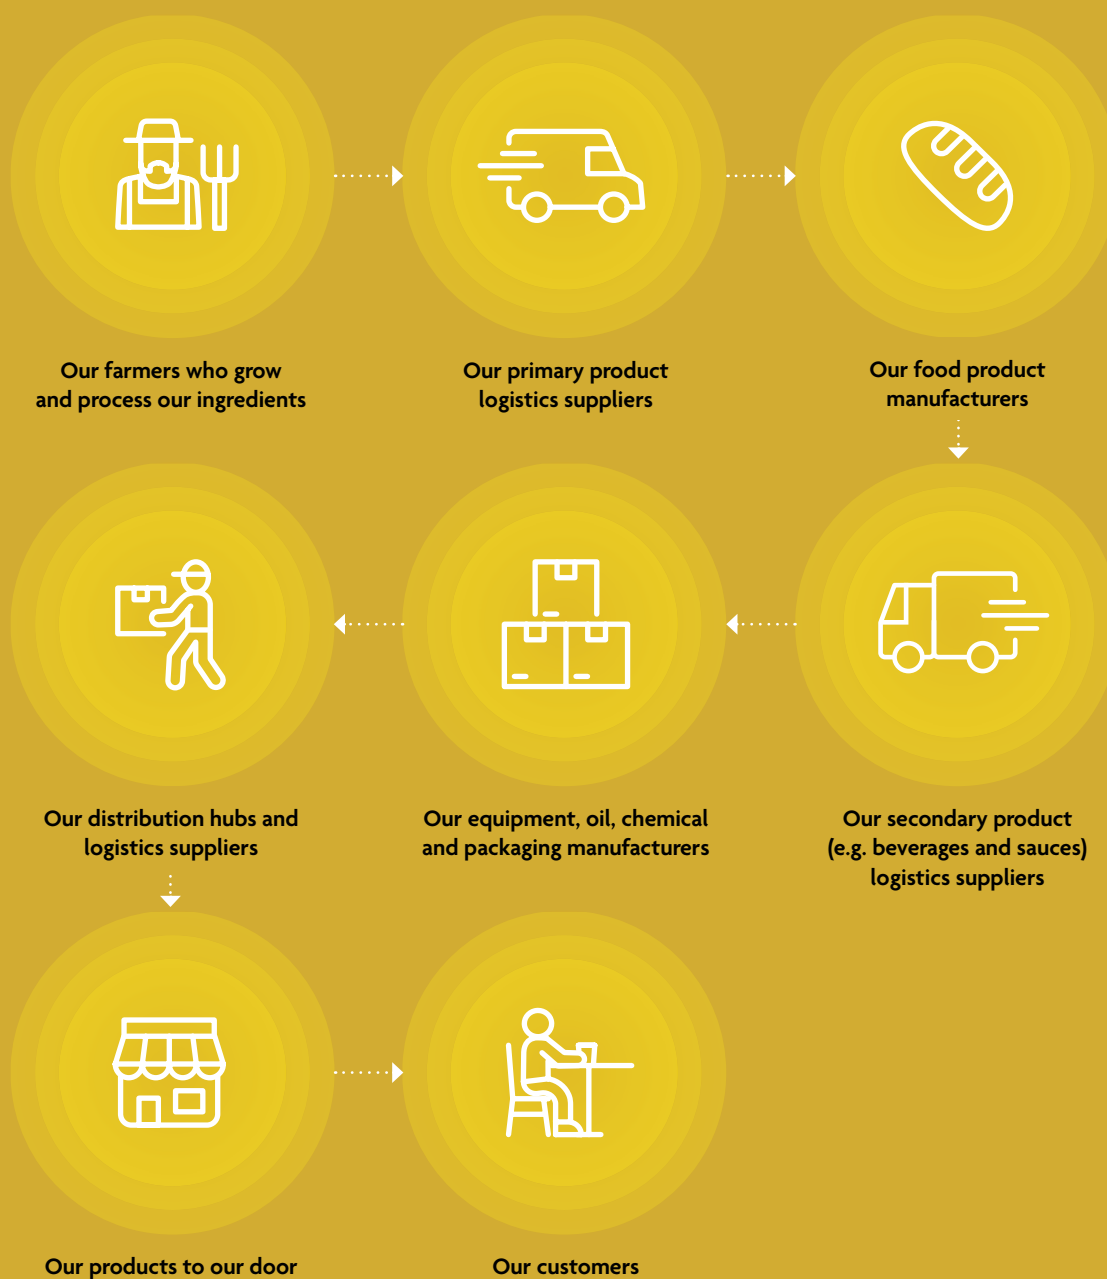 Our farmers who grow
and process our ingredients
Our primary product
logistics suppliers
Our food product
manufacturers
Our distribution hubs and
logistics suppliers
Our equipment, oil, chemical
and packaging manufacturers
Our secondary product
(e.g. beverages and sauces)
logistics suppliers
Our products to our door
Our customers